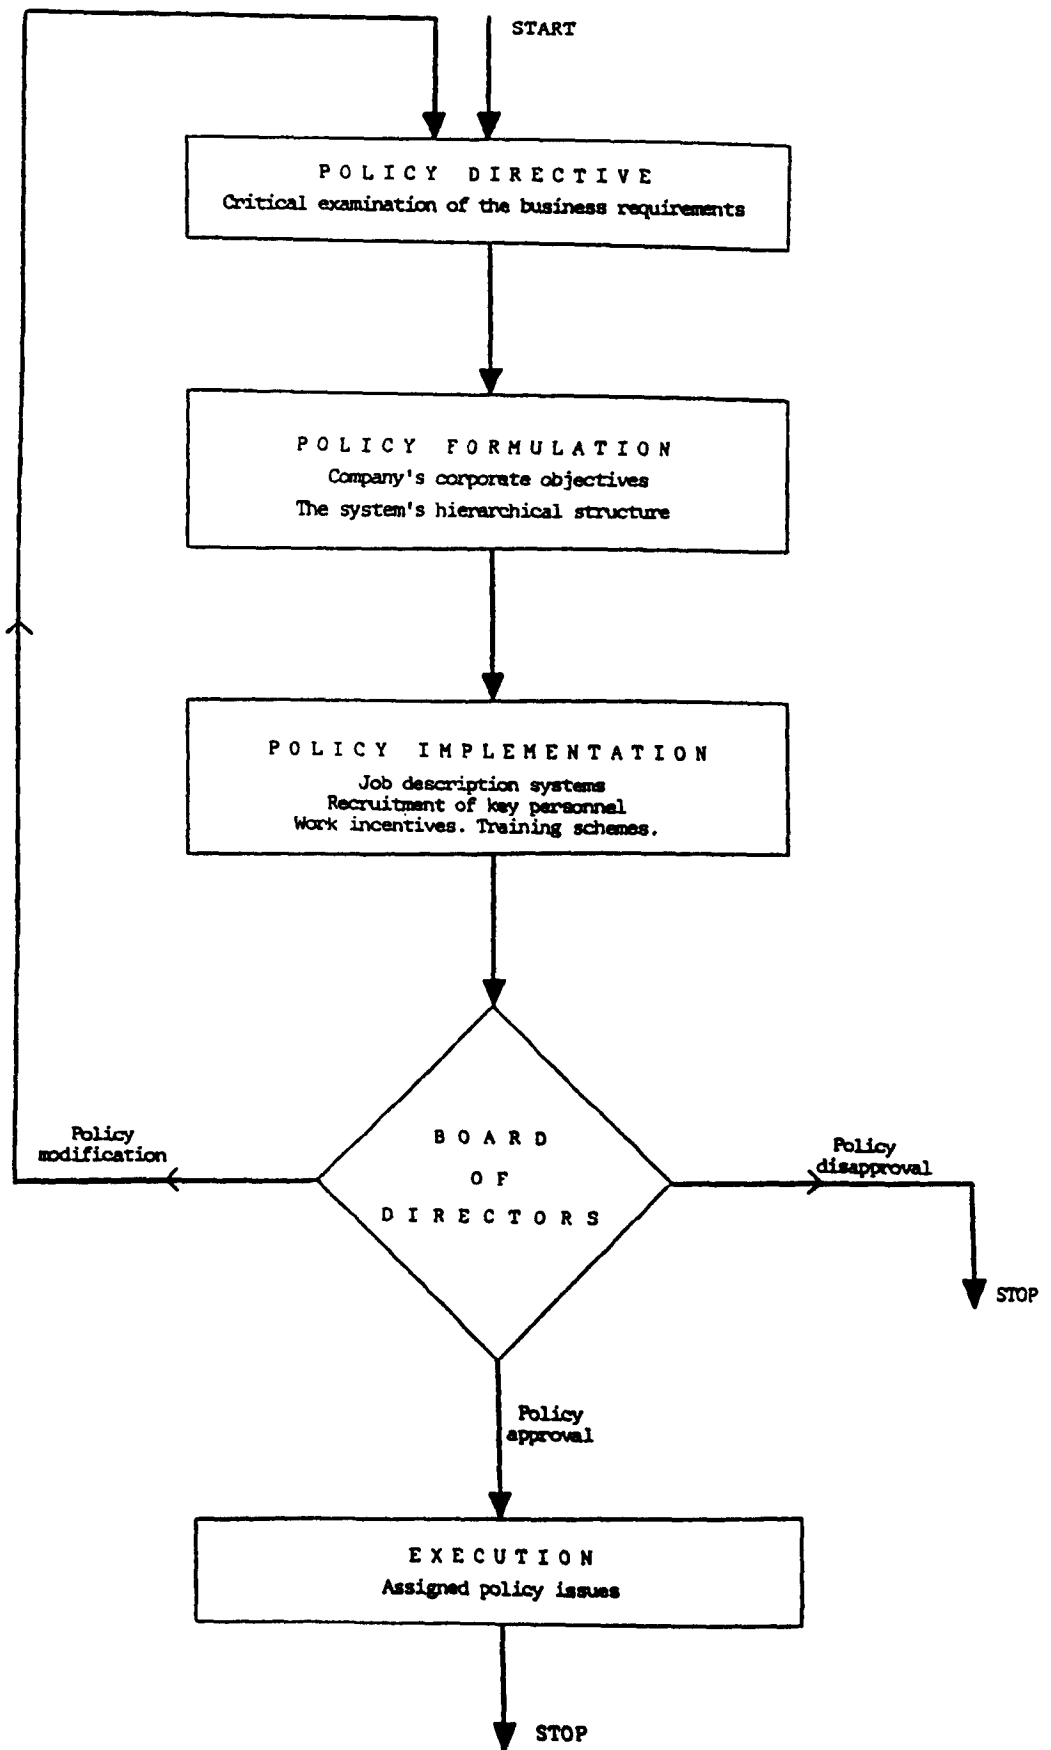 START
POLICY DIRECTIVE
Critical examination of the business requirements
POLICY FORMULATION
Company's corporate objectives
The system's hierarchical structure
POLICY IMPLEMENTATION
Job description systems
Recruitment of key personnel
Work incentives. Training schemes.
BOARD
OF
DIRECTORS
Policy
modification
Policy
disapproval
STOP
Policy
approval
EXECUTION
Assigned policy issues
STOP